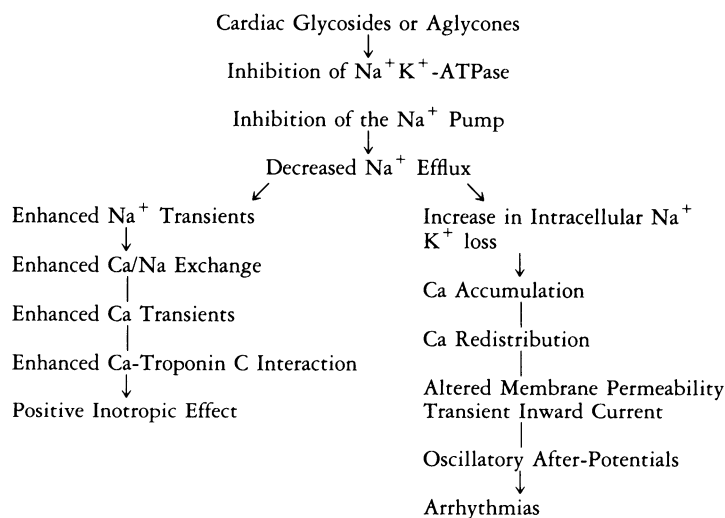 Cardiac Glycosides or Aglycones
Inhibition of Na⁺K⁺-ATPase
Inhibition of the Na⁺ Pump
Decreased Na⁺ Efflux
Enhanced Na⁺ Transients
Enhanced Ca/Na Exchange
Enhanced Ca Transients
Enhanced Ca-Troponin C Interaction
Positive Inotropic Effect
Increase in Intracellular Na⁺
K⁺ loss
Ca Accumulation
Ca Redistribution
Altered Membrane Permeability
Transient Inward Current
Oscillatory After-Potentials
Arrhythmias